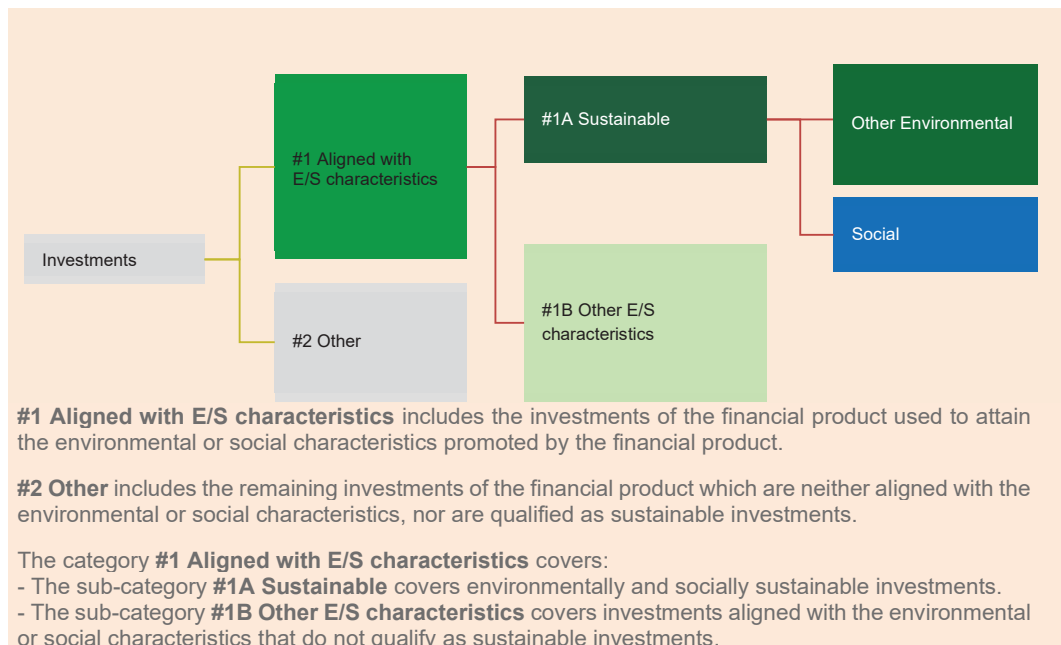 #1A Sustainable
Other Environmental
#1 Aligned with
E/S characteristics
Social
Investments
#1B Other E/S
characteristics
#2 Other
#1 Aligned with E/S characteristics includes the investments of the financial product used to attain
the environmental or social characteristics promoted by the financial product.
#2 Other includes the remaining investments of the financial product which are neither aligned with the
environmental or social characteristics, nor are qualified as sustainable investments.
The category #1 Aligned with E/S characteristics covers:
- The sub-category #1A Sustainable covers environmentally and socially sustainable investments.
- The sub-category #1B Other E/S characteristics covers investments aligned with the environmental
or social characteristics that do not qualify as sustainable investments.